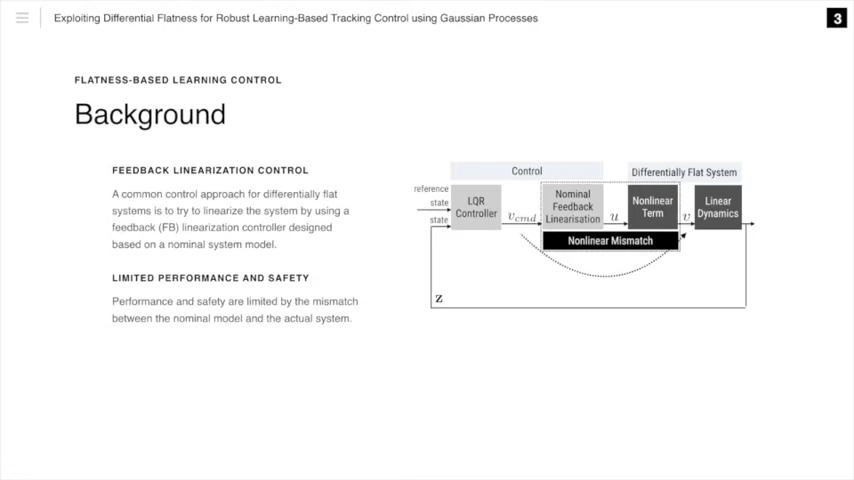 Exploiting Differential Flatness for Robust Learning-Based Tracking Control using Gaussian Processes
3
FLATNESS-BASED LEARNING CONTROL
Background
FEEDBACK LINEARIZATION CONTROL
A common control approach for differentially flat
systems is to try to linearize the system by using a
feedback (FB) linearization controller designed
based on a nominal system model.
LIMITED PERFORMANCE AND SAFETY
Performance and safety are limited by the mismatch
between the nominal model and the actual system.
Control
Differentially Flat System
reference
state
state
LQR
Controller
v_cmd
Nominal
Feedback
Linearisation
u
Nonlinear
Term
v
Linear
Dynamics
Nonlinear Mismatch
z